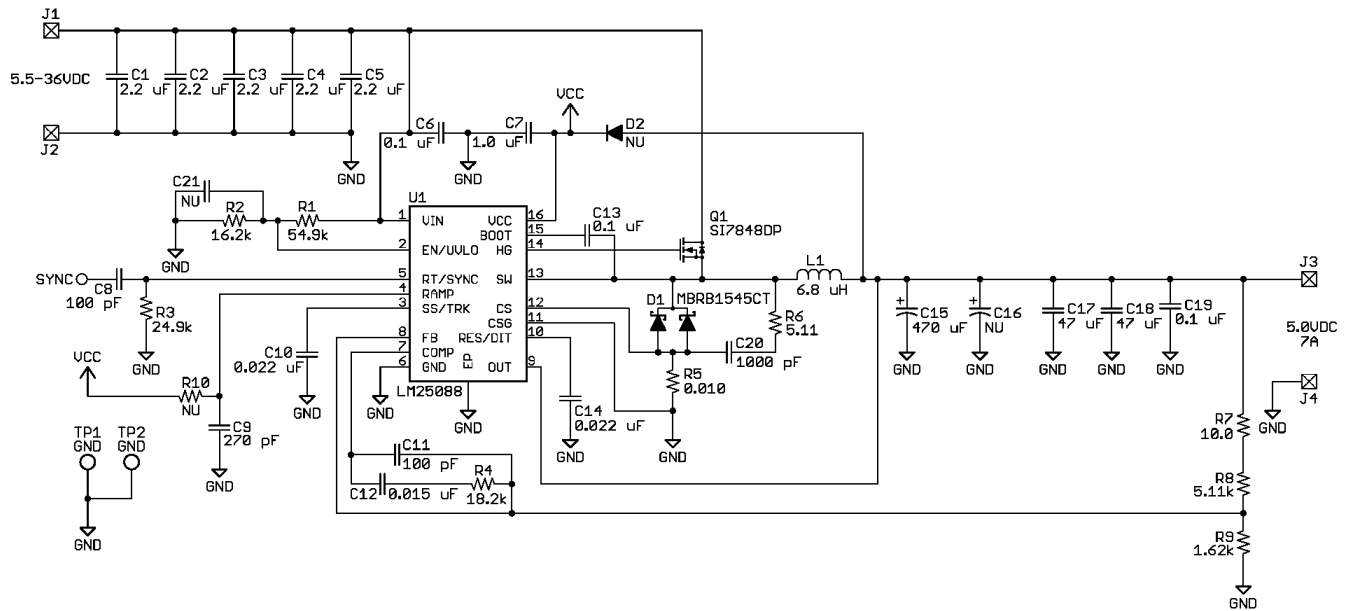 J1
5.5-36VDC
C1
2.2 uF
C2
2.2 uF
C3
2.2 uF
C4
2.2 uF
C5
2.2 uF
J2
GND
C6
0.1 uF
C7
1.0 uF
GND
VCC
D2
NU
C21
NU
R2
16.2k
R1
54.9k
GND
U1
1 VIN
2 EN/UVLO
5 RT/SYNC
4 RAMP
3 SS/TRK
8 FB
7 COMP
6 GND
EP
VCC 16
BOOT 15
HG 14
SW 13
CS 12
CSG 11
RES/DIT 10
OUT 9
LM25088
GND
GND
C13
0.1 uF
Q1
SI7848DP
SYNC
C8
100 pF
R3
24.9k
GND
VCC
R10
NU
C9
270 pF
GND
C10
0.022 uF
GND
TP1
GND
TP2
GND
GND
C11
100 pF
C12
0.015 uF
R4
18.2k
C14
0.022 uF
GND
D1
MBRB1545CT
R5
0.010
GND
C20
1000 pF
R6
5.11
L1
6.8 uH
C15
470 uF
GND
C16
NU
GND
C17
47 uF
GND
C18
47 uF
GND
C19
0.1 uF
GND
J3
5.0VDC
7A
J4
GND
R7
10.0
R8
5.11k
R9
1.62k
GND